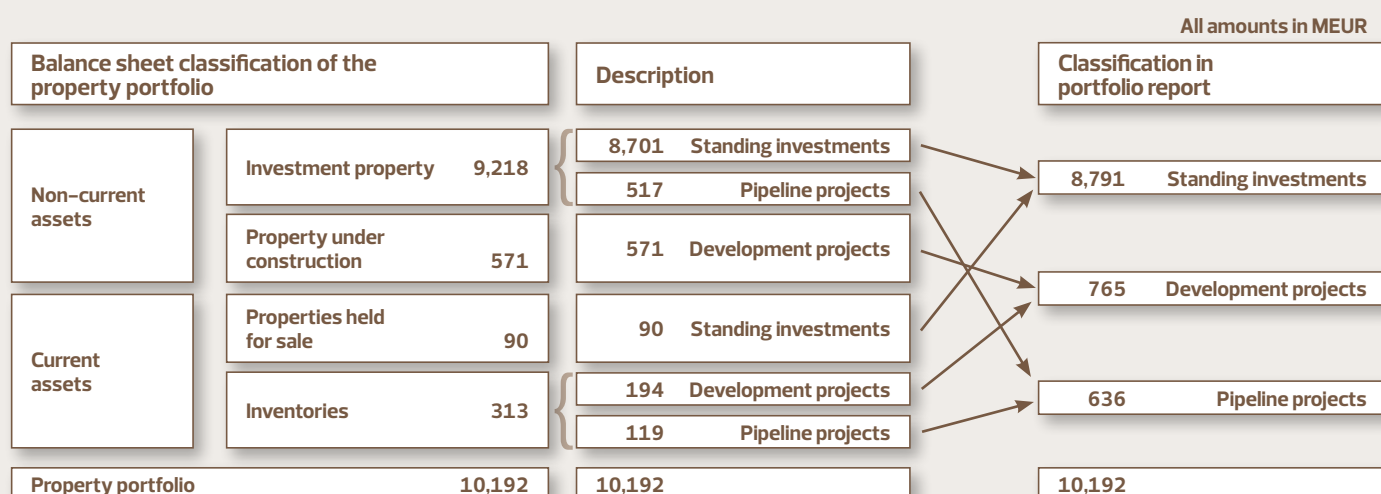 All amounts in MEUR
Balance sheet classification of the
property portfolio
Description
Classification in
portfolio report
Non-current
assets
Investment property 9,218
8,701 Standing investments
517 Pipeline projects
8,791 Standing investments
Property under
construction 571
571 Development projects
765 Development projects
Current
assets
Properties held
for sale 90
90 Standing investments
Inventories 313
194 Development projects
119 Pipeline projects
636 Pipeline projects
Property portfolio 10,192
10,192
10,192